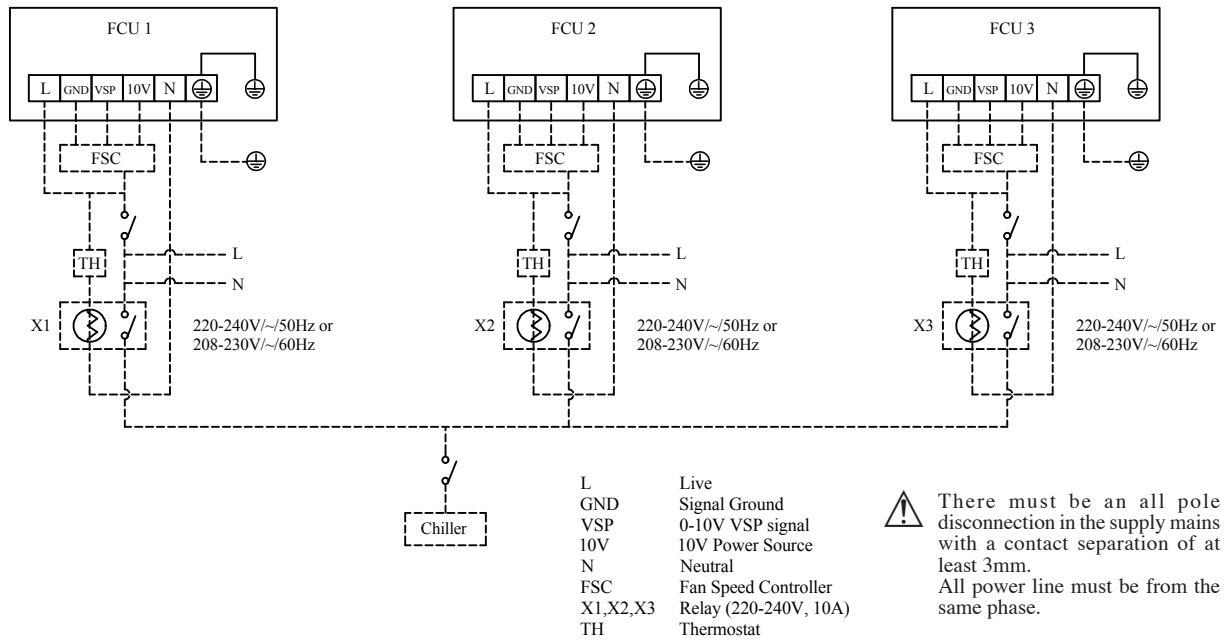 FCU 1
L GND VSP 10V N
FSC
TH
L
N
X1
220-240V/~/50Hz or
208-230V/~/60Hz
FCU 2
L GND VSP 10V N
FSC
TH
L
N
X2
220-240V/~/50Hz or
208-230V/~/60Hz
FCU 3
L GND VSP 10V N
FSC
TH
L
N
X3
220-240V/~/50Hz or
208-230V/~/60Hz
Chiller
L Live
GND Signal Ground
VSP 0-10V VSP signal
10V 10V Power Source
N Neutral
FSC Fan Speed Controller
X1,X2,X3 Relay (220-240V, 10A)
TH Thermostat
There must be an all pole
disconnection in the supply mains
with a contact separation of at
least 3mm.
All power line must be from the
same phase.